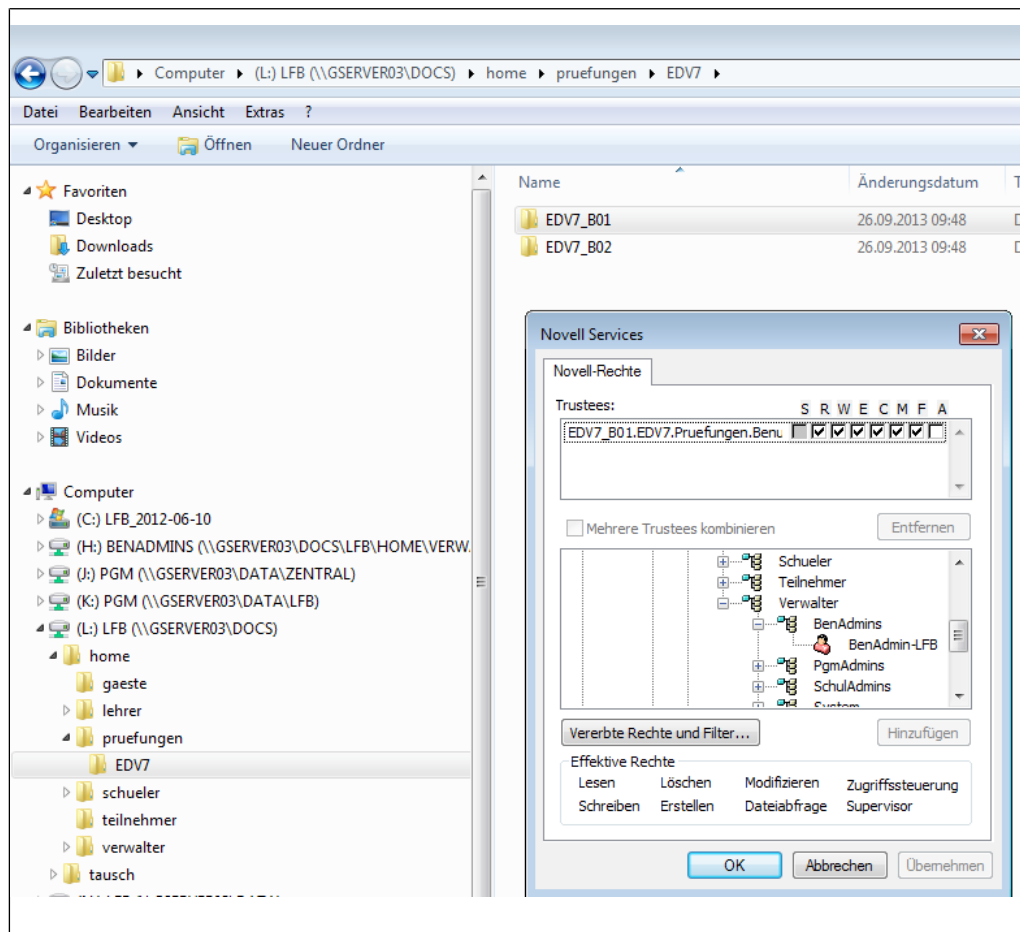 Computer (L:) LFB (\\GSERVER03\DOCS) home pruefungen EDV7
Datei Bearbeiten Ansicht Extras ?
Organisieren Öffnen Neuer Ordner
Favoriten
Desktop
Downloads
Zuletzt besucht
Bibliotheken
Bilder
Dokumente
Musik
Videos
Computer
(C:) LFB_2012-06-10
(H:) BENADMINS (\\GSERVER03\DOCS\LFB\HOME\VERW.
(J:) PGM (\\GSERVER03\DATA\ZENTRAL)
(K:) PGM (\\GSERVER03\DATA\LFB)
(L:) LFB (\\GSERVER03\DOCS)
home
gaeste
lehrer
pruefungen
EDV7
schueler
teilnehmer
verwalter
tausch
Name Änderungsdatum
EDV7_B01 26.09.2013 09:48
EDV7_B02 26.09.2013 09:48
Novell Services
Novell-Rechte
Trustees: S R W E C M F A
EDV7_B01.EDV7.Pruefungen.Benu
Mehrere Trustees kombinieren Entfernen
Schueler
Teilnehmer
Verwalter
BenAdmins
BenAdmin-LFB
PgmAdmins
SchulAdmins
System
Vererbte Rechte und Filter... Hinzufügen
Effektive Rechte
Lesen Löschen Modifizieren Zugriffssteuerung
Schreiben Erstellen Dateiabfrage Supervisor
OK Abbrechen Übernehmen